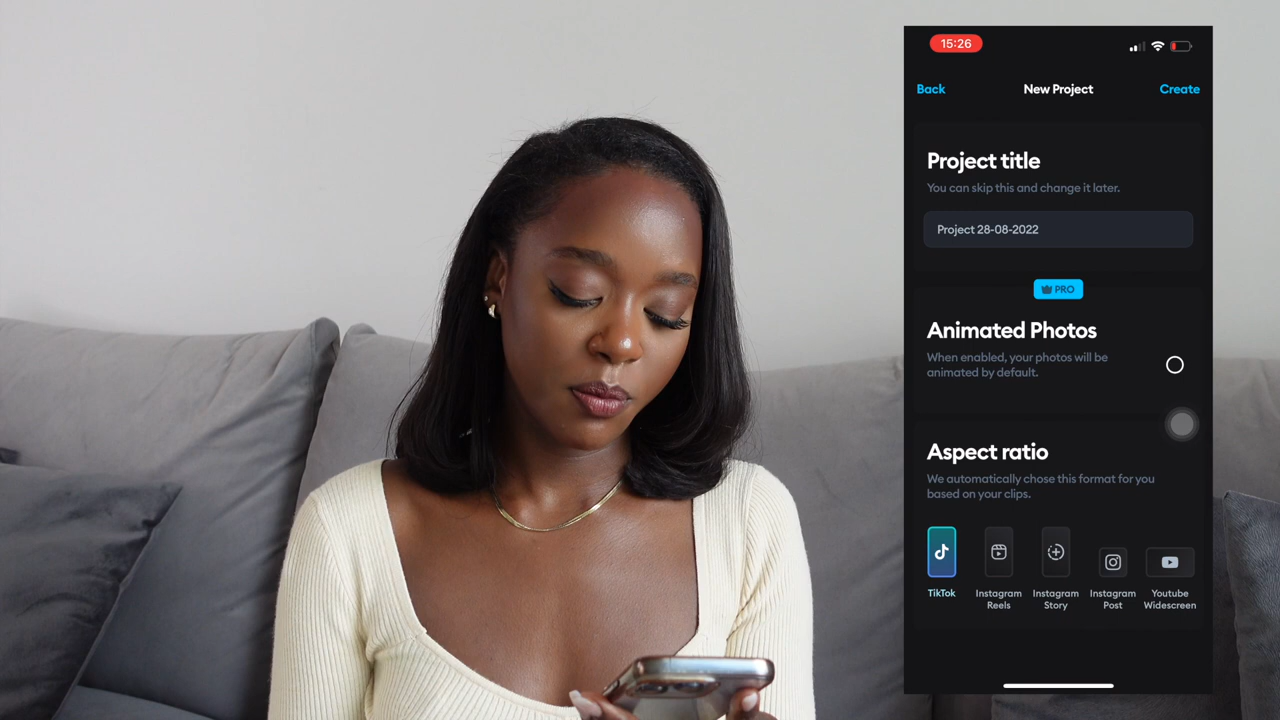 15:26
Back
New Project
Create
Project title
You can skip this and change it later.
Project 28-08-2022
PRO
Animated Photos
When enabled, your photos will be
animated by default.
Aspect ratio
We automatically chose this format for you
based on your clips.
TikTok
Instagram
Reels
Instagram
Story
Instagram
Post
Youtube
Widescreen